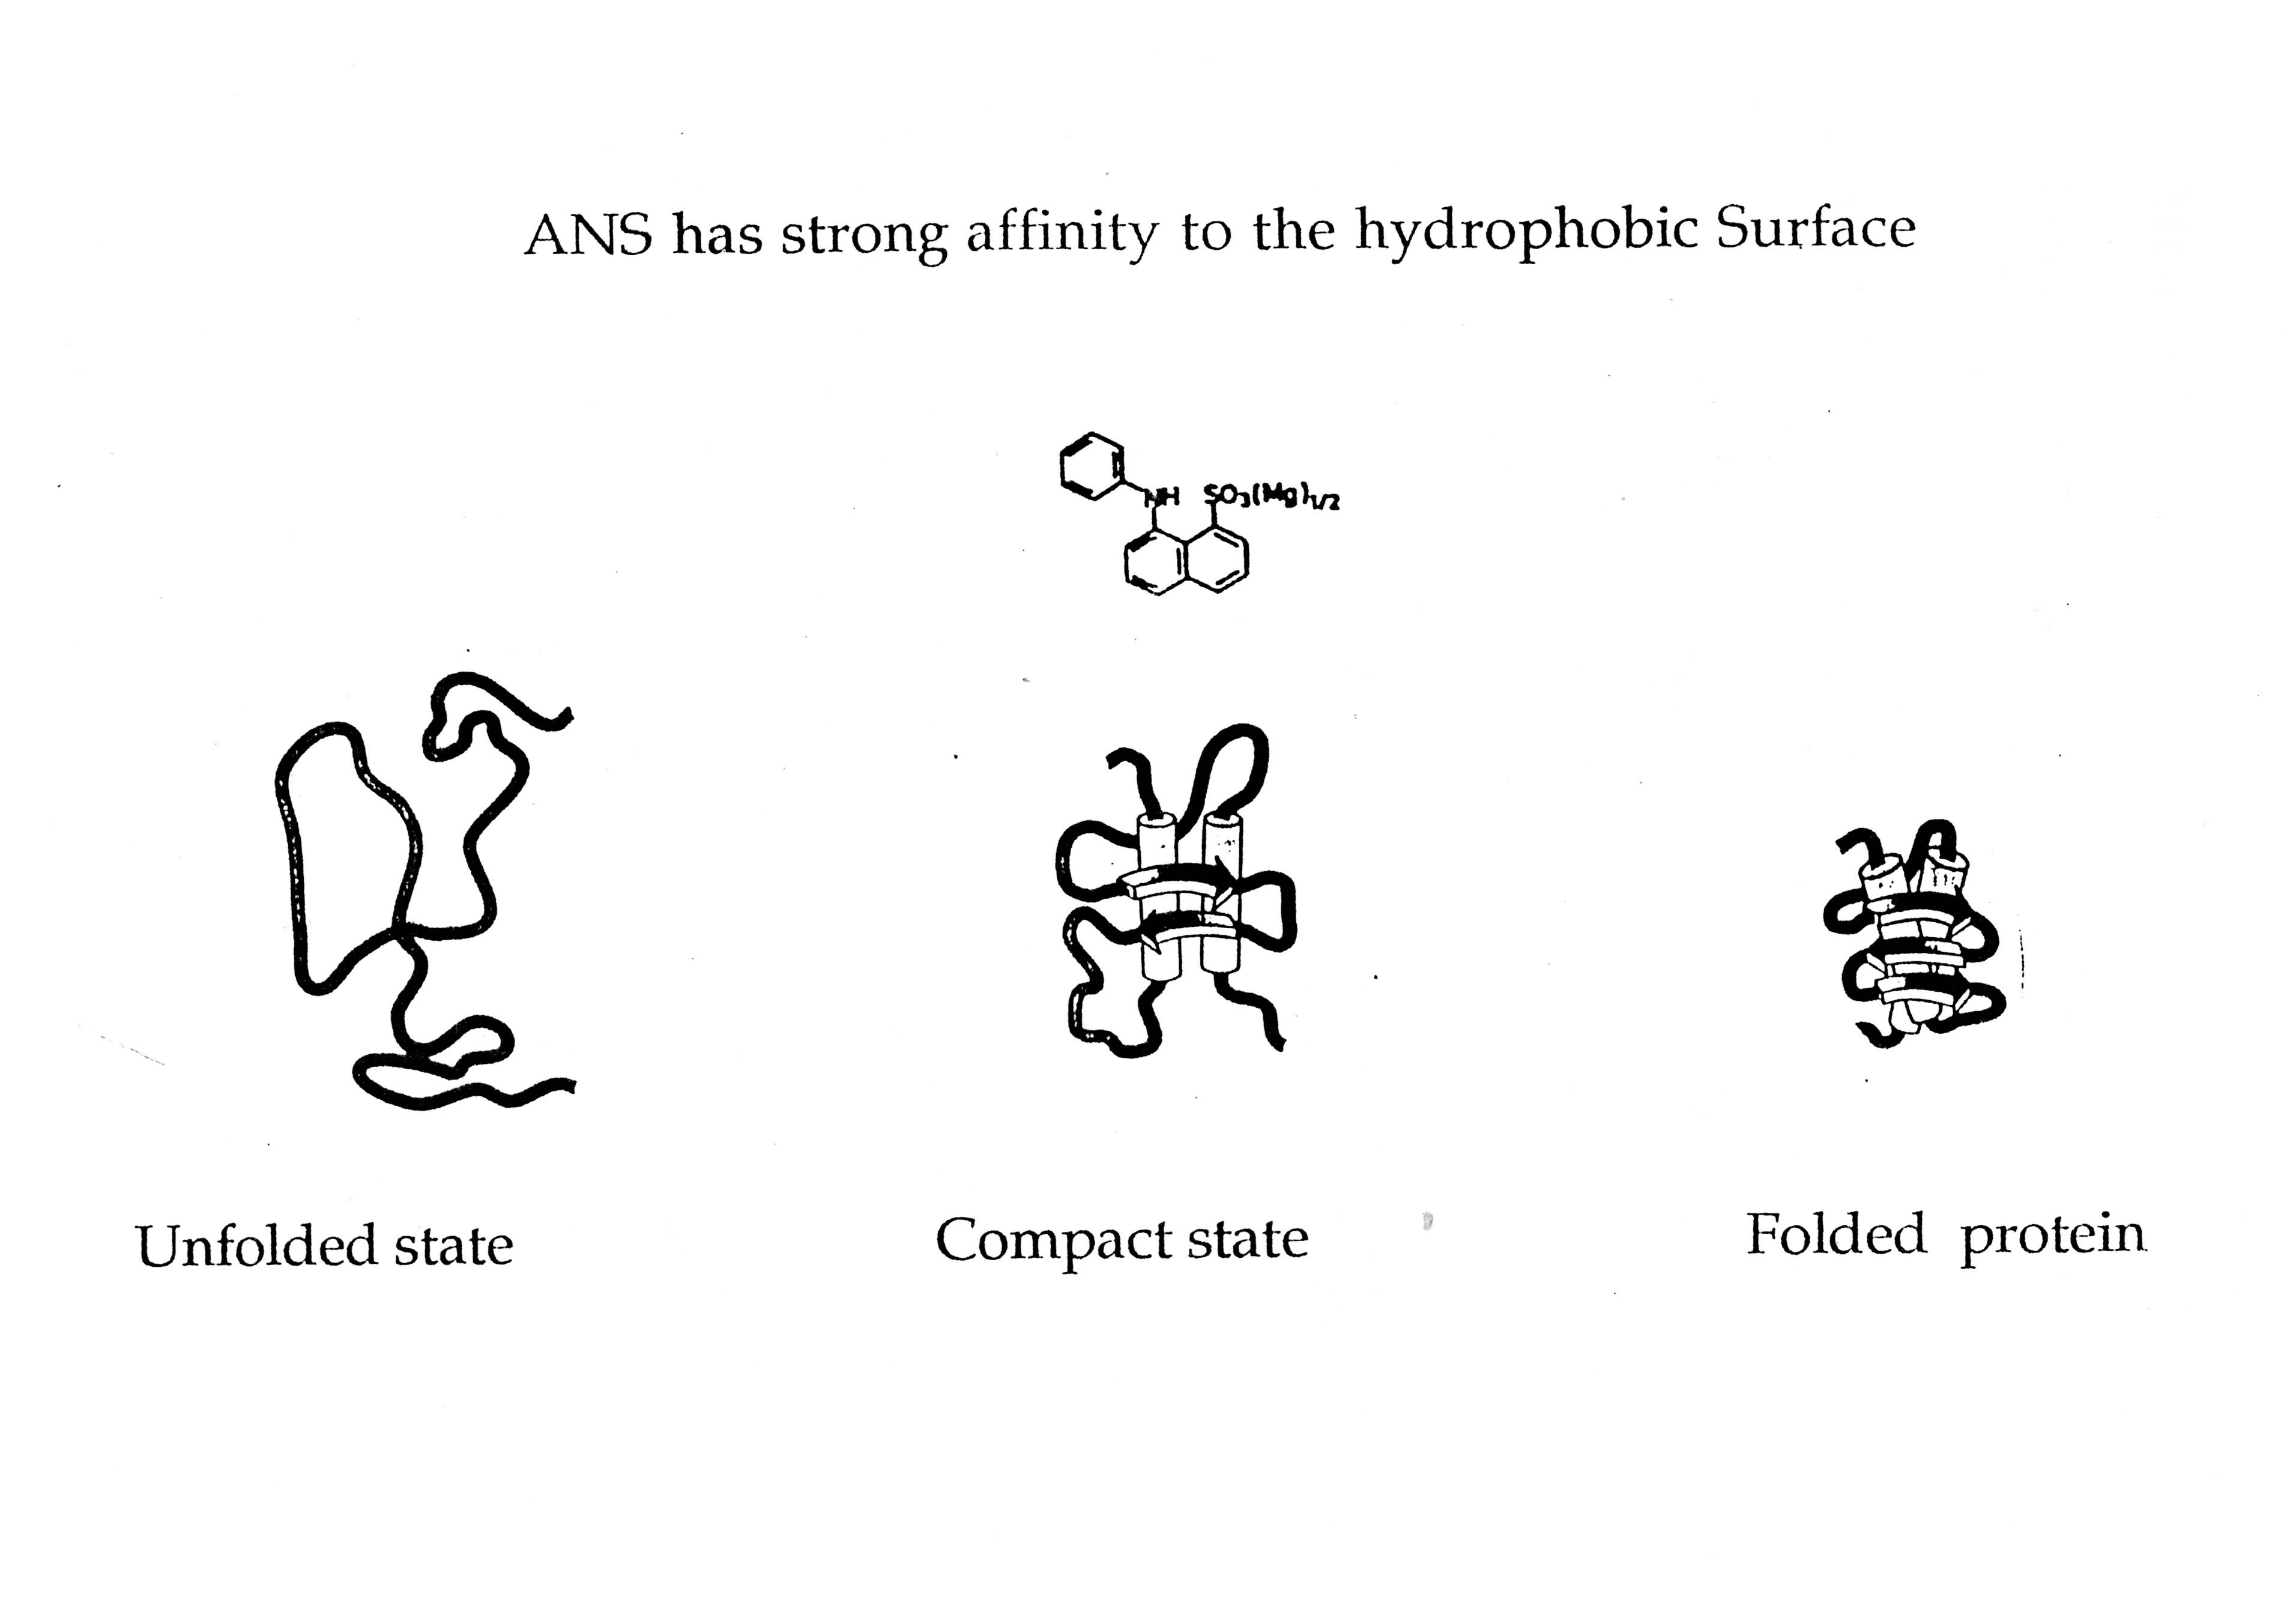 ANS has strong affinity to the hydrophobic Surface
NH SO3(Mg)1/2
Unfolded state
Compact state
Folded protein